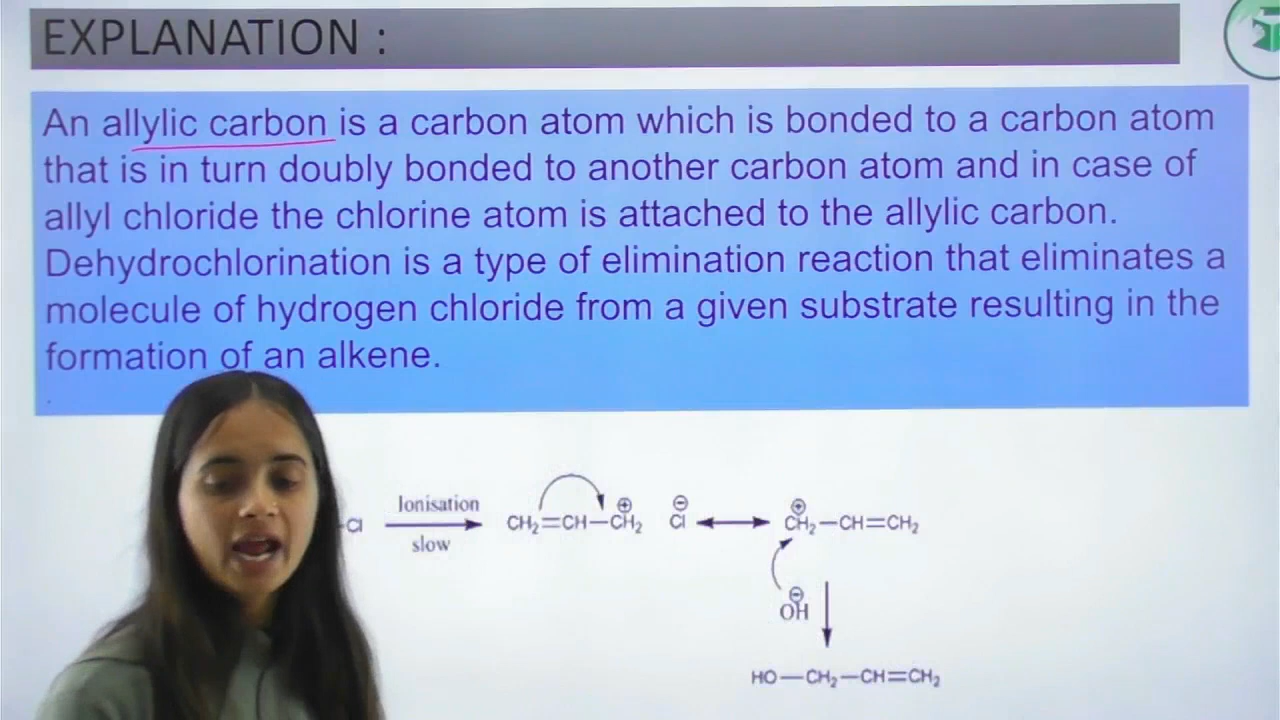 EXPLANATION :
An allylic carbon is a carbon atom which is bonded to a carbon atom
that is in turn doubly bonded to another carbon atom and in case of
allyl chloride the chlorine atom is attached to the allylic carbon.
Dehydrochlorination is a type of elimination reaction that eliminates a
molecule of hydrogen chloride from a given substrate resulting in the
formation of an alkene.
Ionisation
-Cl ⟶ CH₂=CH—CH₂ ⊕ Cl ⊖ ⟷ ⊕ CH₂—CH=CH₂
slow
⊖
OH
HO—CH₂—CH=CH₂